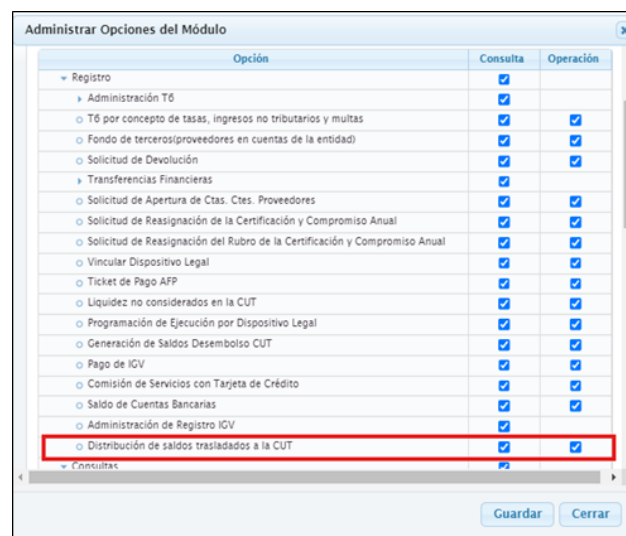 Administrar Opciones del Módulo
Opción Consulta Operación
Registro
Administración T6
T6 por concepto de tasas, ingresos no tributarios y multas
Fondo de terceros(proveedores en cuentas de la entidad)
Solicitud de Devolución
Transferencias Financieras
Solicitud de Apertura de Ctas. Ctes. Proveedores
Solicitud de Reasignación de la Certificación y Compromiso Anual
Solicitud de Reasignación del Rubro de la Certificación y Compromiso Anual
Vincular Dispositivo Legal
Ticket de Pago AFP
Liquidez no considerados en la CUT
Programación de Ejecución por Dispositivo Legal
Generación de Saldos Desembolso CUT
Pago de IGV
Comisión de Servicios con Tarjeta de Crédito
Saldo de Cuentas Bancarias
Administración de Registro IGV
Distribución de saldos trasladados a la CUT
Consultas
Guardar Cerrar